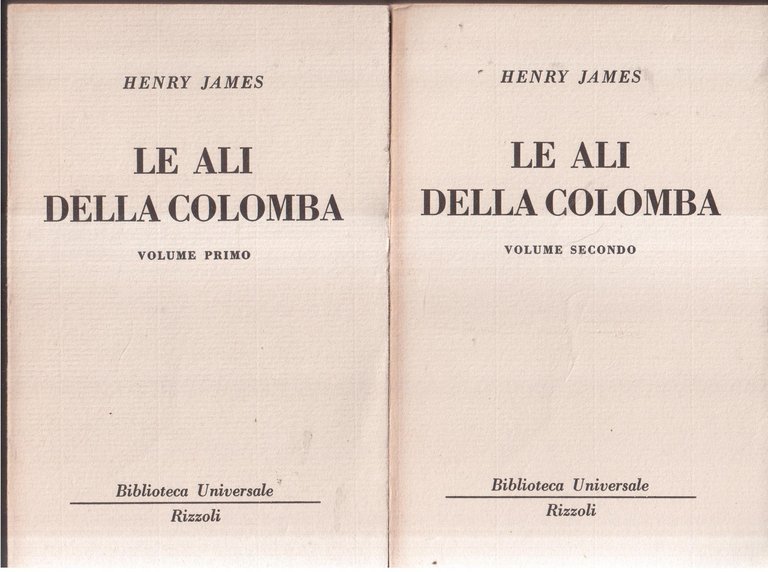 HENRY JAMES
LE ALI
DELLA COLOMBA
VOLUME PRIMO
Biblioteca Universale
Rizzoli
HENRY JAMES
LE ALI
DELLA COLOMBA
VOLUME SECONDO
Biblioteca Universale
Rizzoli